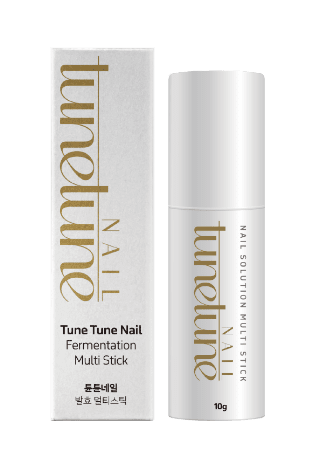 tunetune
NAIL
Tune Tune Nail
Fermentation
Multi Stick
튠튠네일
발효 멀티스틱
NAIL SOLUTION MULTI STICK
tunetune
NAIL
10g